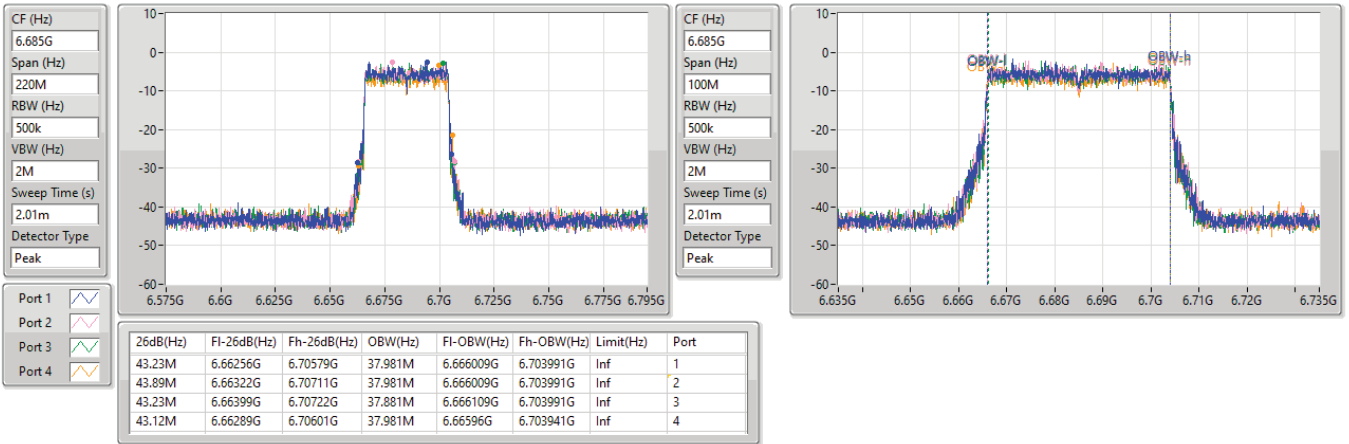 CF (Hz)
6.685G
Span (Hz)
220M
RBW (Hz)
500k
VBW (Hz)
2M
Sweep Time (s)
2.01m
Detector Type
Peak
10
0
-10
-20
-30
-40
-50
-60
6.575G 6.6G 6.625G 6.65G 6.675G 6.7G 6.725G 6.75G 6.775G 6.795G
CF (Hz)
6.685G
Span (Hz)
100M
RBW (Hz)
500k
VBW (Hz)
2M
Sweep Time (s)
2.01m
Detector Type
Peak
10
0
-10
-20
-30
-40
-50
-60
OBW-l OBW-h
6.635G 6.65G 6.66G 6.67G 6.68G 6.69G 6.7G 6.71G 6.72G 6.735G
Port 1
Port 2
Port 3
Port 4
26dB(Hz) Fl-26dB(Hz) Fh-26dB(Hz) OBW(Hz) Fl-OBW(Hz) Fh-OBW(Hz) Limit(Hz) Port
43.23M 6.66256G 6.70579G 37.981M 6.666009G 6.703991G Inf 1
43.89M 6.66322G 6.70711G 37.981M 6.666009G 6.703991G Inf 2
43.23M 6.66399G 6.70722G 37.881M 6.666109G 6.703991G Inf 3
43.12M 6.66289G 6.70601G 37.981M 6.66596G 6.703941G Inf 4